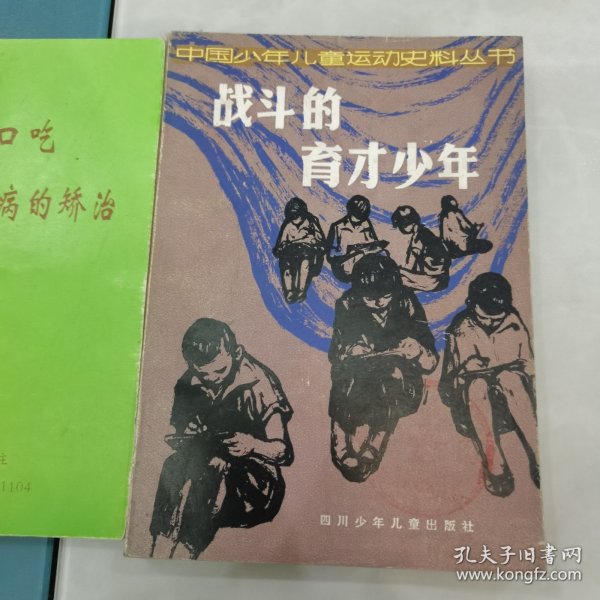 中国少年儿童运动史料丛书
战斗的
育才少年
四川少年儿童出版社
口吃
病的矫治
1104
孔夫子旧书网
www.kongfz.com